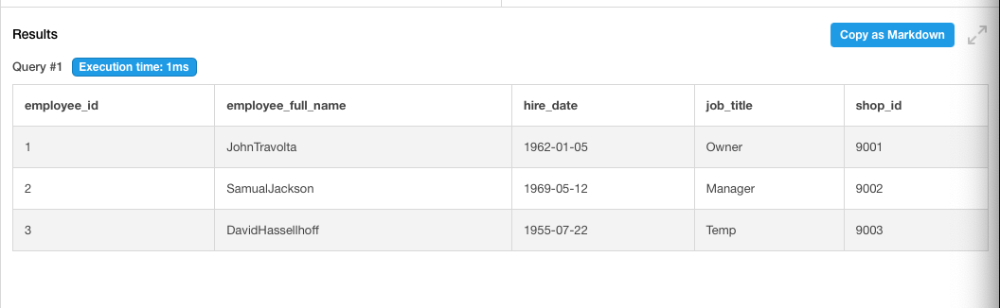 Results
Copy as Markdown
Query #1 Execution time: 1ms
employee_id employee_full_name hire_date job_title shop_id
1 JohnTravolta 1962-01-05 Owner 9001
2 SamualJackson 1969-05-12 Manager 9002
3 DavidHassellhoff 1955-07-22 Temp 9003